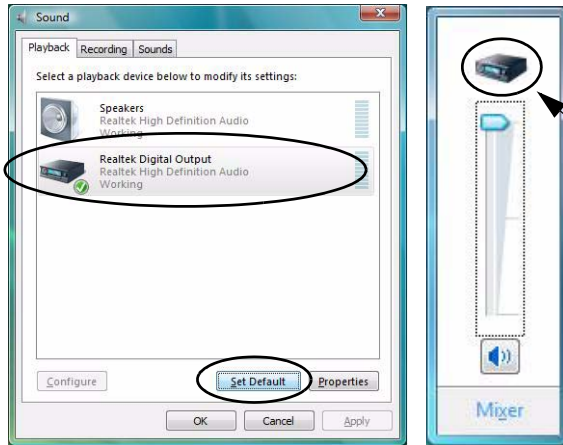 Sound
Playback Recording Sounds
Select a playback device below to modify its settings:
Speakers
Realtek High Definition Audio
Working
Realtek Digital Output
Realtek High Definition Audio
Working
Configure Set Default Properties
OK Cancel Apply
Mixer